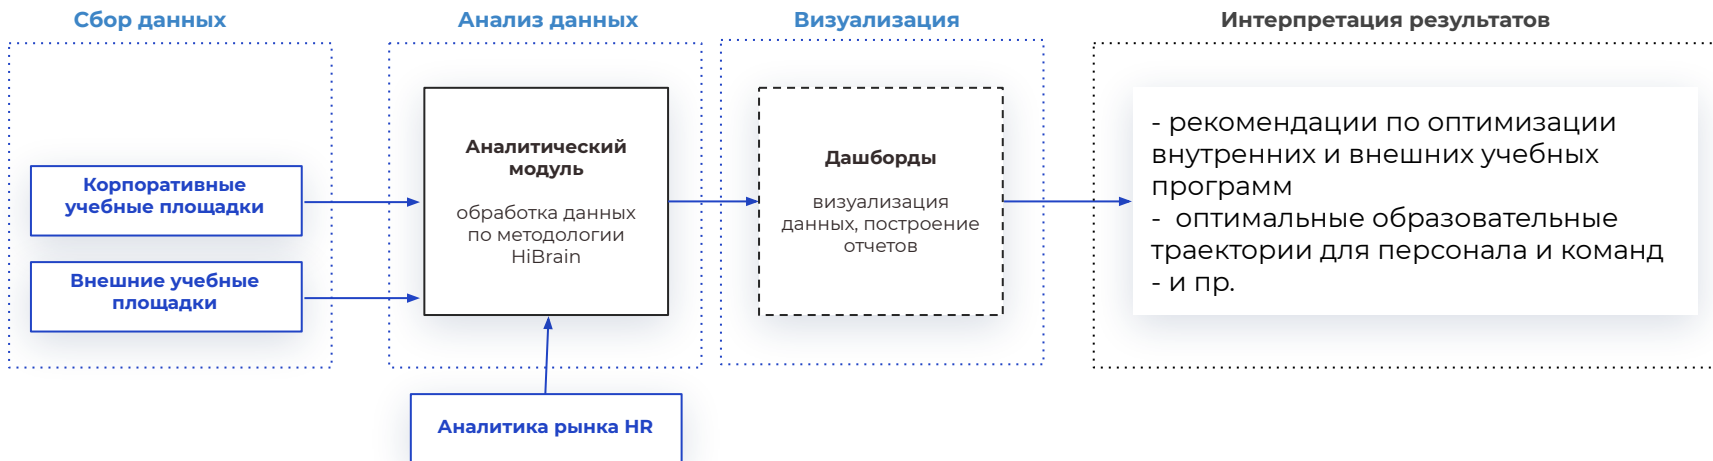 Сбор данных
Анализ данных
Визуализация
Интерпретация результатов
Корпоративные
учебные площадки
Внешние учебные
площадки
Аналитический
модуль
обработка данных
по методологии
HiBrain
Аналитика рынка HR
Дашборды
визуализация
данных, построение
отчетов
- рекомендации по оптимизации
внутренних и внешних учебных
программ
- оптимальные образовательные
траектории для персонала и команд
- и пр.